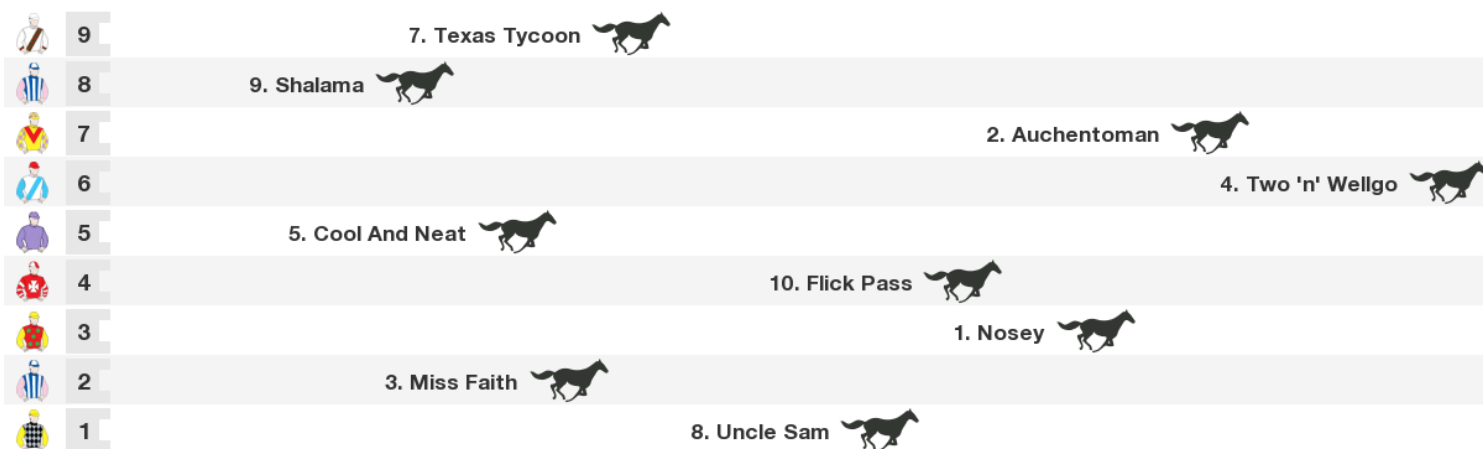 9 7. Texas Tycoon
8 9. Shalama
7 2. Auchentoman
6 4. Two 'n' Wellgo
5 5. Cool And Neat
4 10. Flick Pass
3 1. Nosey
2 3. Miss Faith
1 8. Uncle Sam